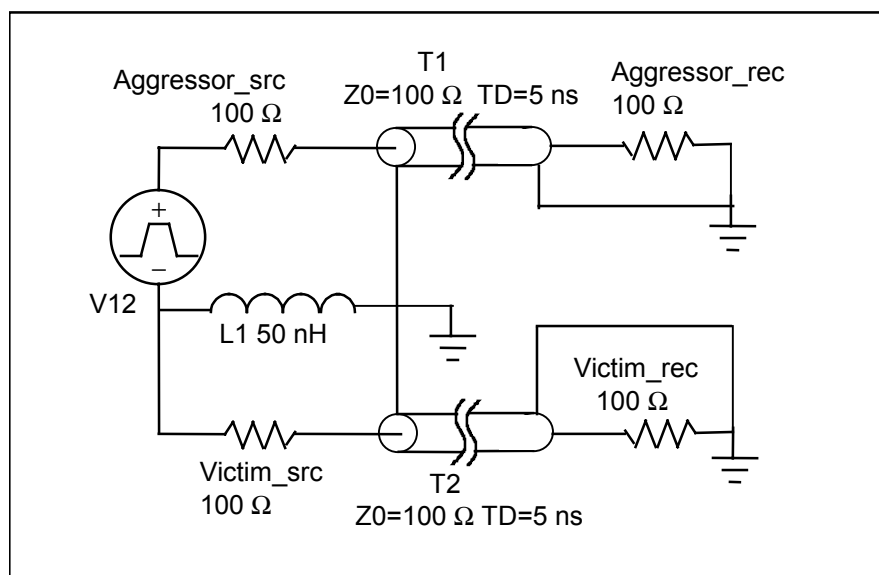 T1
Aggressor_src
100 Ω
Z0=100 Ω TD=5 ns
Aggressor_rec
100 Ω
+
−
V12
L1 50 nH
Victim_rec
100 Ω
Victim_src
100 Ω
T2
Z0=100 Ω TD=5 ns